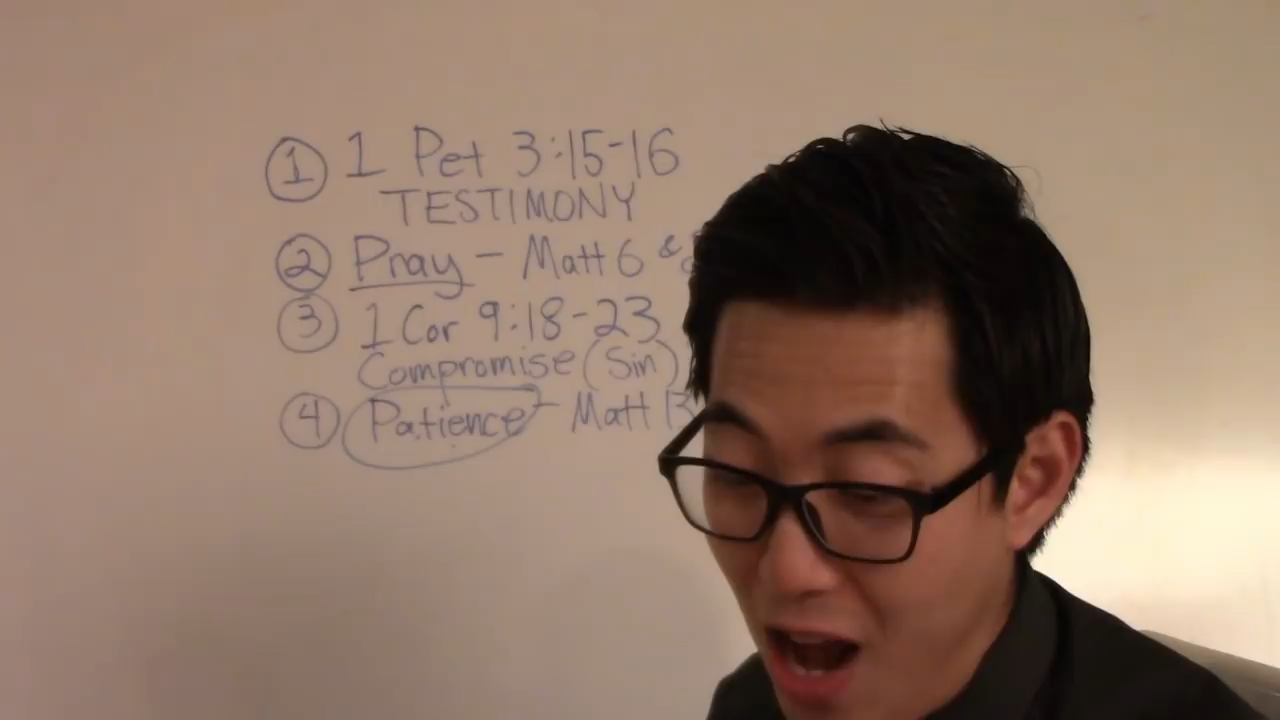 ① 1 Pet 3:15-16
TESTIMONY
② Pray - Matt 6 &
③ 1 Cor 9:18-23
Compromise (Sin)
④ Patience - Matt 13